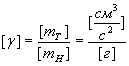 [γ] = [m_T] / [m_H] = [см³ / с²] / [г]